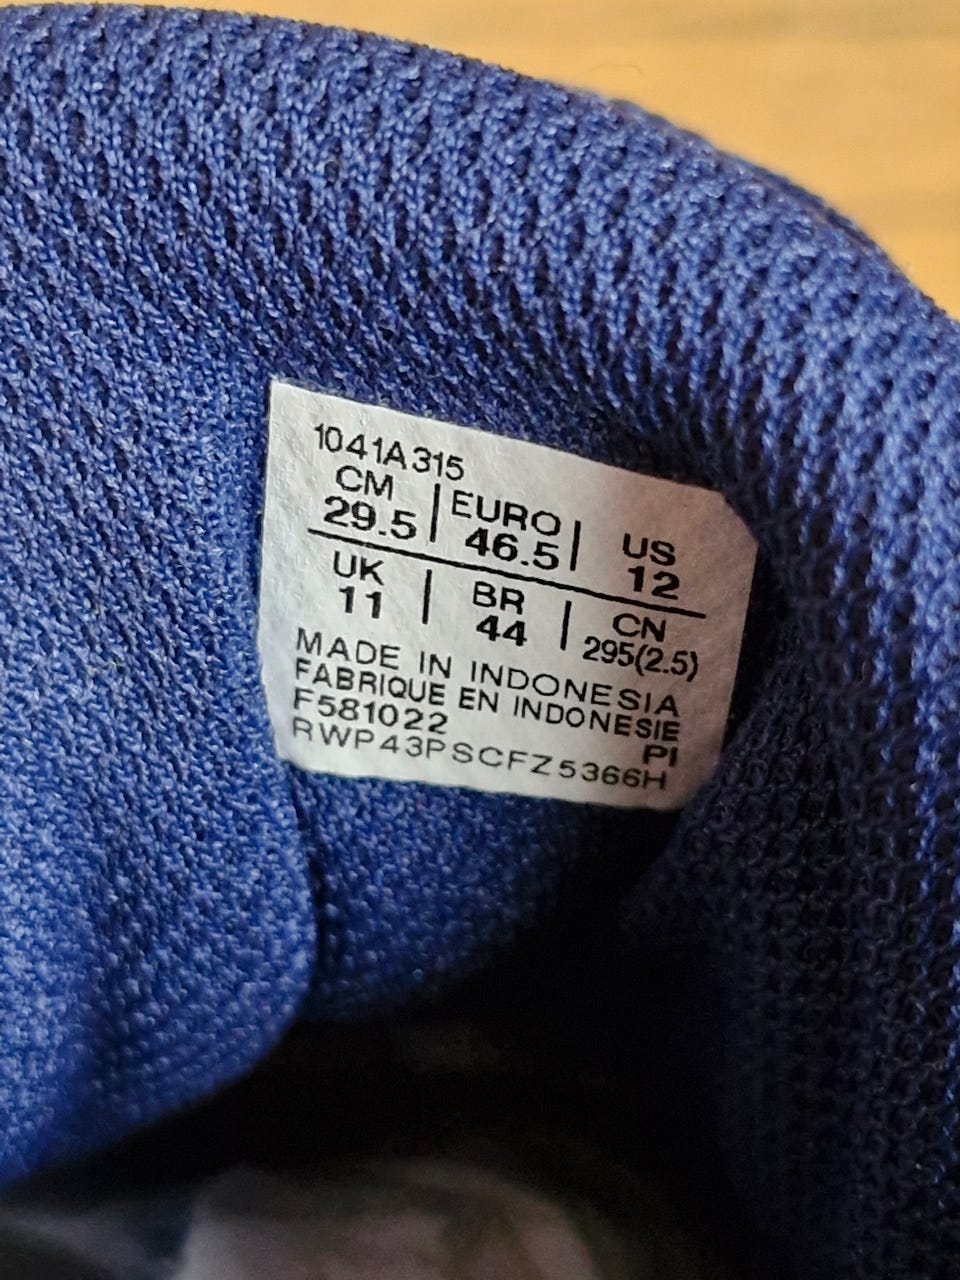 1041A315
CM | EURO | US
29.5 | 46.5 | 12
UK | BR | CN
11 | 44 | 295(2.5)
MADE IN INDONESIA
FABRIQUE EN INDONESIE
F581022 PI
RWP43PSCFZ5366H